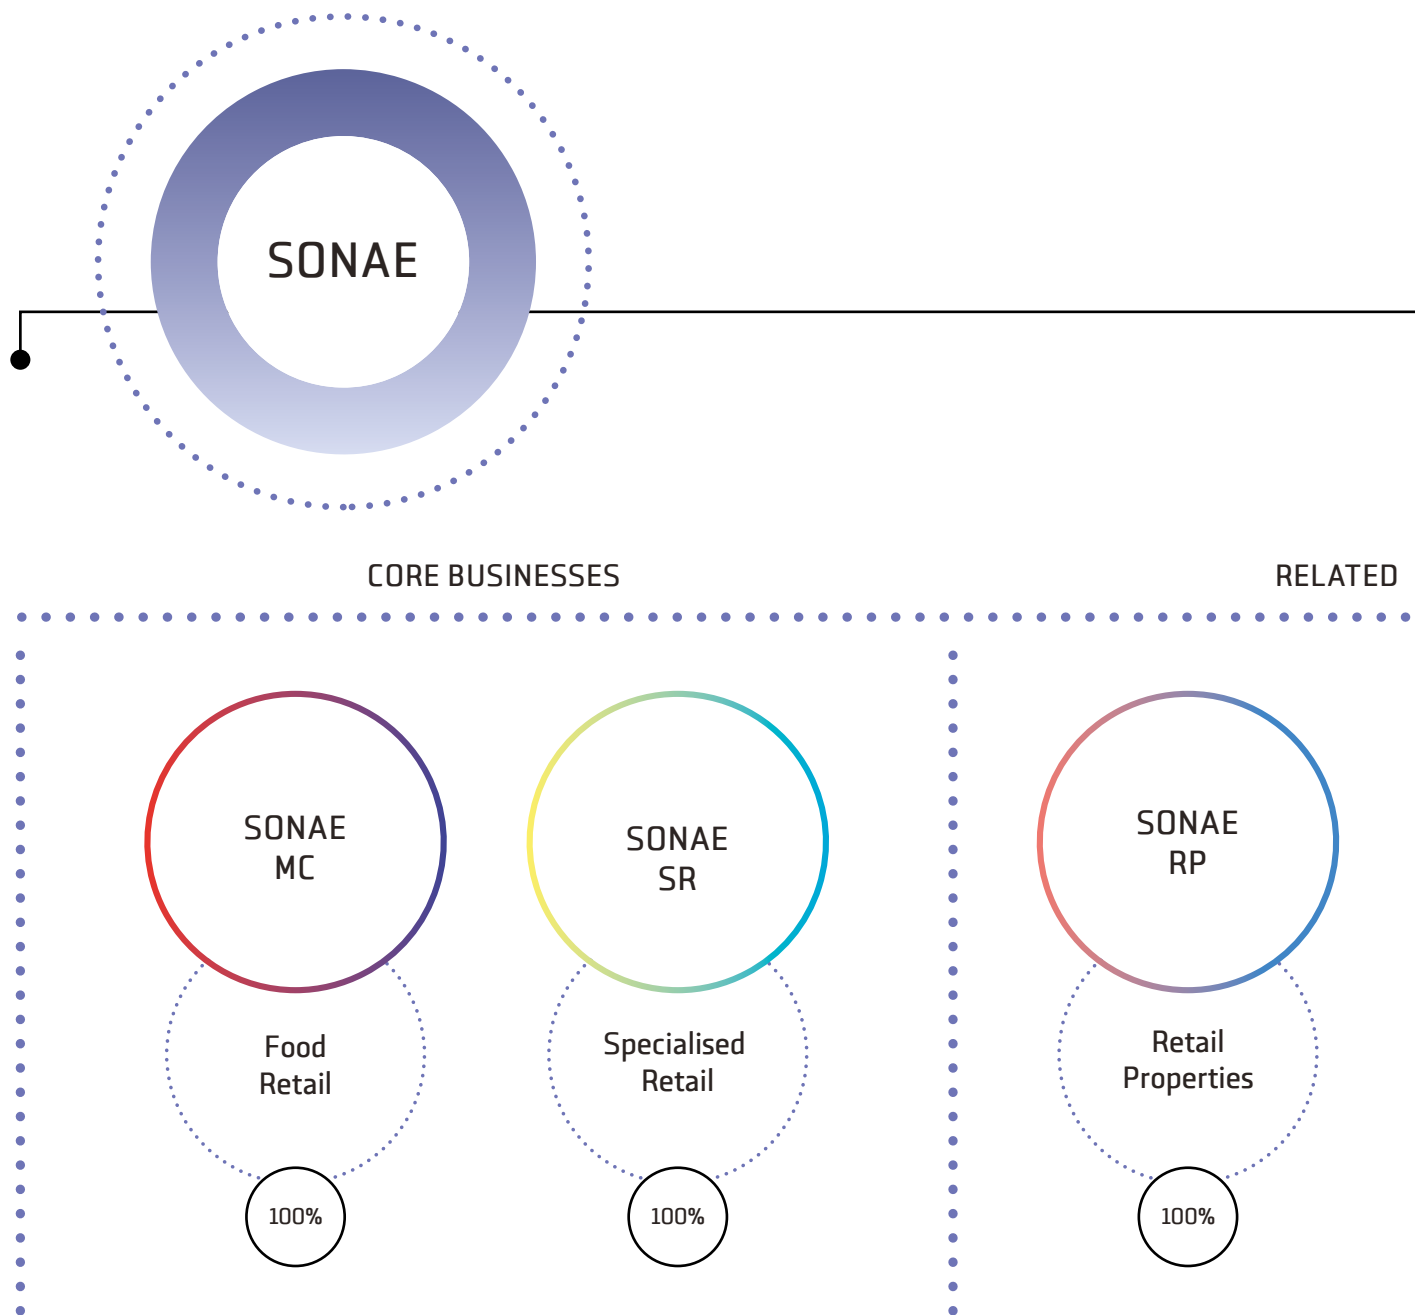 SONAE
CORE BUSINESSES
RELATED
SONAE
MC
Food
Retail
100%
SONAE
SR
Specialised
Retail
100%
SONAE
RP
Retail
Properties
100%